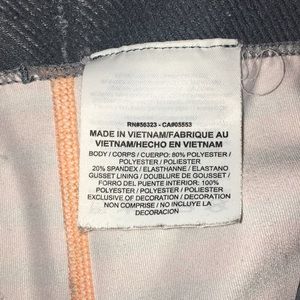 RN#56323 - CA#05553
MADE IN VIETNAM/FABRIQUE AU
VIETNAM/HECHO EN VIETNAM
BODY / CORPS / CUERPO: 80% POLYESTER /
POLYESTER / POLIESTER
20% SPANDEX / ELASTHANNE / ELASTANO
GUSSET LINING / DOUBLURE DE GOUSSET /
FORRO DEL PUENTE INTERIOR: 100%
POLYESTER / POLYESTER / POLIESTER
EXCLUSIVE OF DECORATION / DECORATION
NON COMPRISE / NO INCLUYE LA
DECORACION